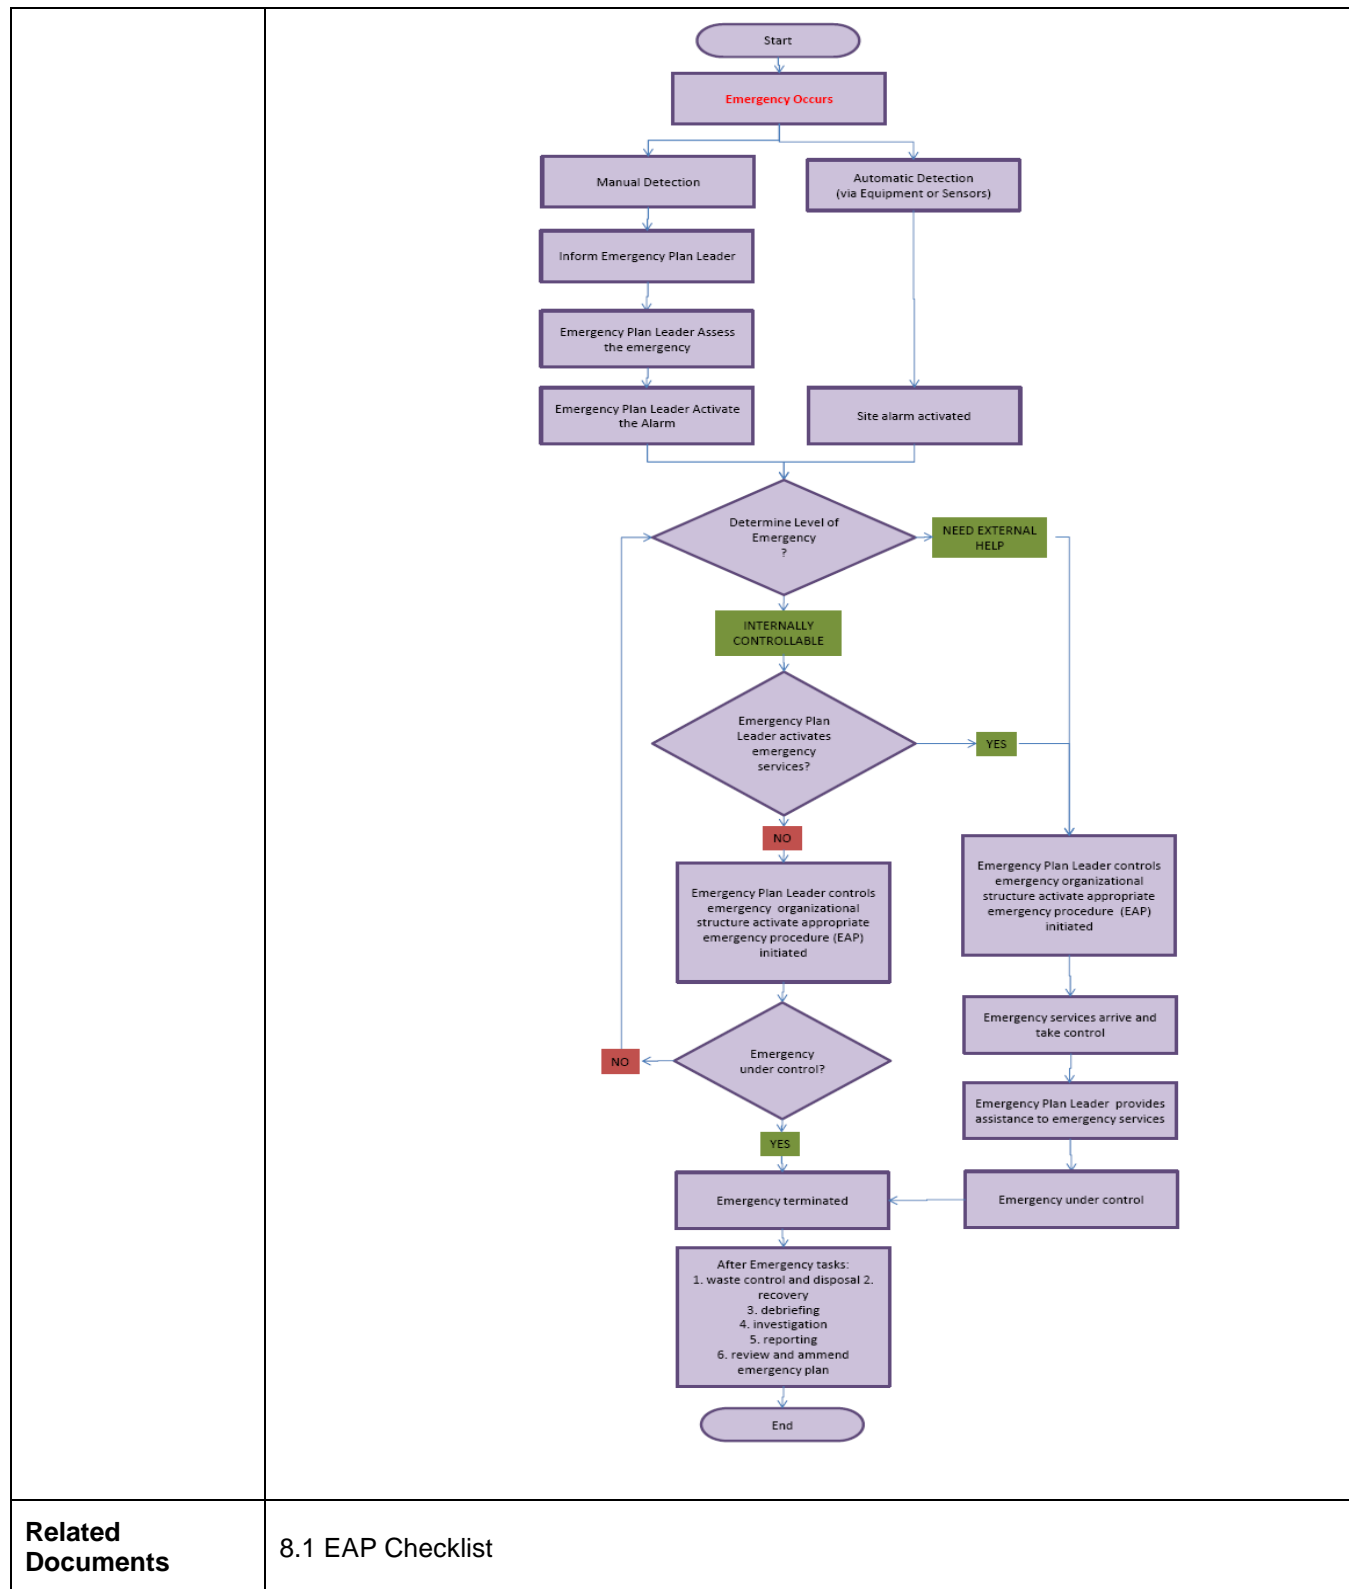 Start
Emergency Occurs
Manual Detection
Automatic Detection
(via Equipment or Sensors)
Inform Emergency Plan Leader
Emergency Plan Leader Assess
the emergency
Emergency Plan Leader Activate
the Alarm
Site alarm activated
Determine Level of
Emergency
?
NEED EXTERNAL
HELP
INTERNALLY
CONTROLLABLE
Emergency Plan
Leader activates
emergency
services?
YES
NO
Emergency Plan Leader controls
emergency organizational
structure activate appropriate
emergency procedure (EAP)
initiated
Emergency Plan Leader controls
emergency organizational
structure activate appropriate
emergency procedure (EAP)
initiated
Emergency services arrive and
take control
Emergency
under control?
NO
YES
Emergency Plan Leader provides
assistance to emergency services
Emergency terminated
Emergency under control
After Emergency tasks:
1. waste control and disposal 2.
recovery
3. debriefing
4. investigation
5. reporting
6. review and ammend
emergency plan
End
Related
Documents
8.1 EAP Checklist